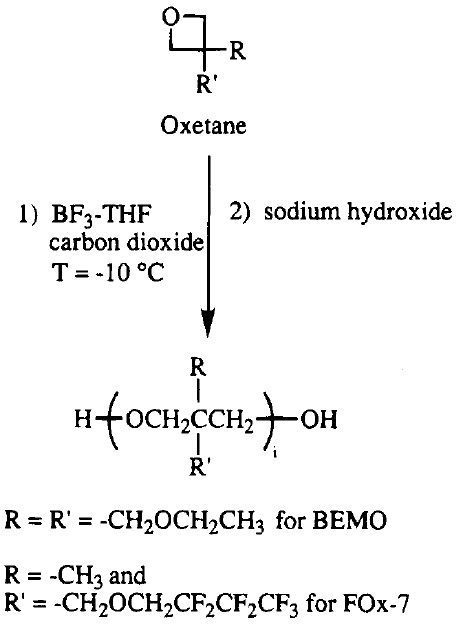 O
R
R'
Oxetane
1) BF₃-THF
carbon dioxide
T = -10 °C
2) sodium hydroxide
R
H-(OCH₂CCH₂)ᵢ-OH
R'
R = R' = -CH₂OCH₂CH₃ for BEMO
R = -CH₃ and
R' = -CH₂OCH₂CF₂CF₂CF₃ for FOx-7